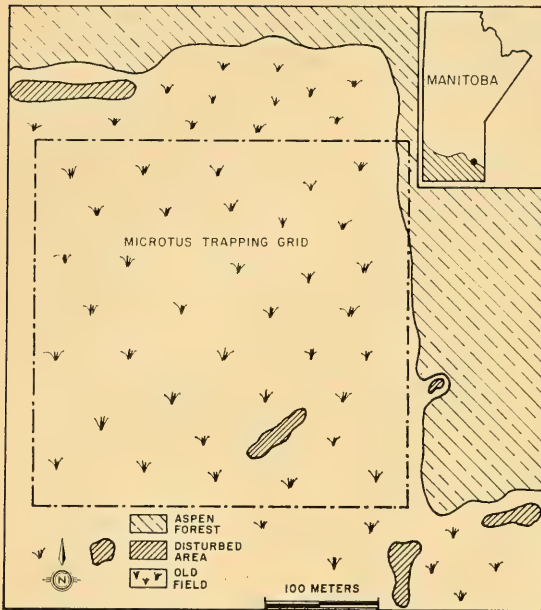 MANITOBA
MICROTUS TRAPPING GRID
ASPEN
FOREST
DISTURBED
AREA
OLD
FIELD
N
100 METERS